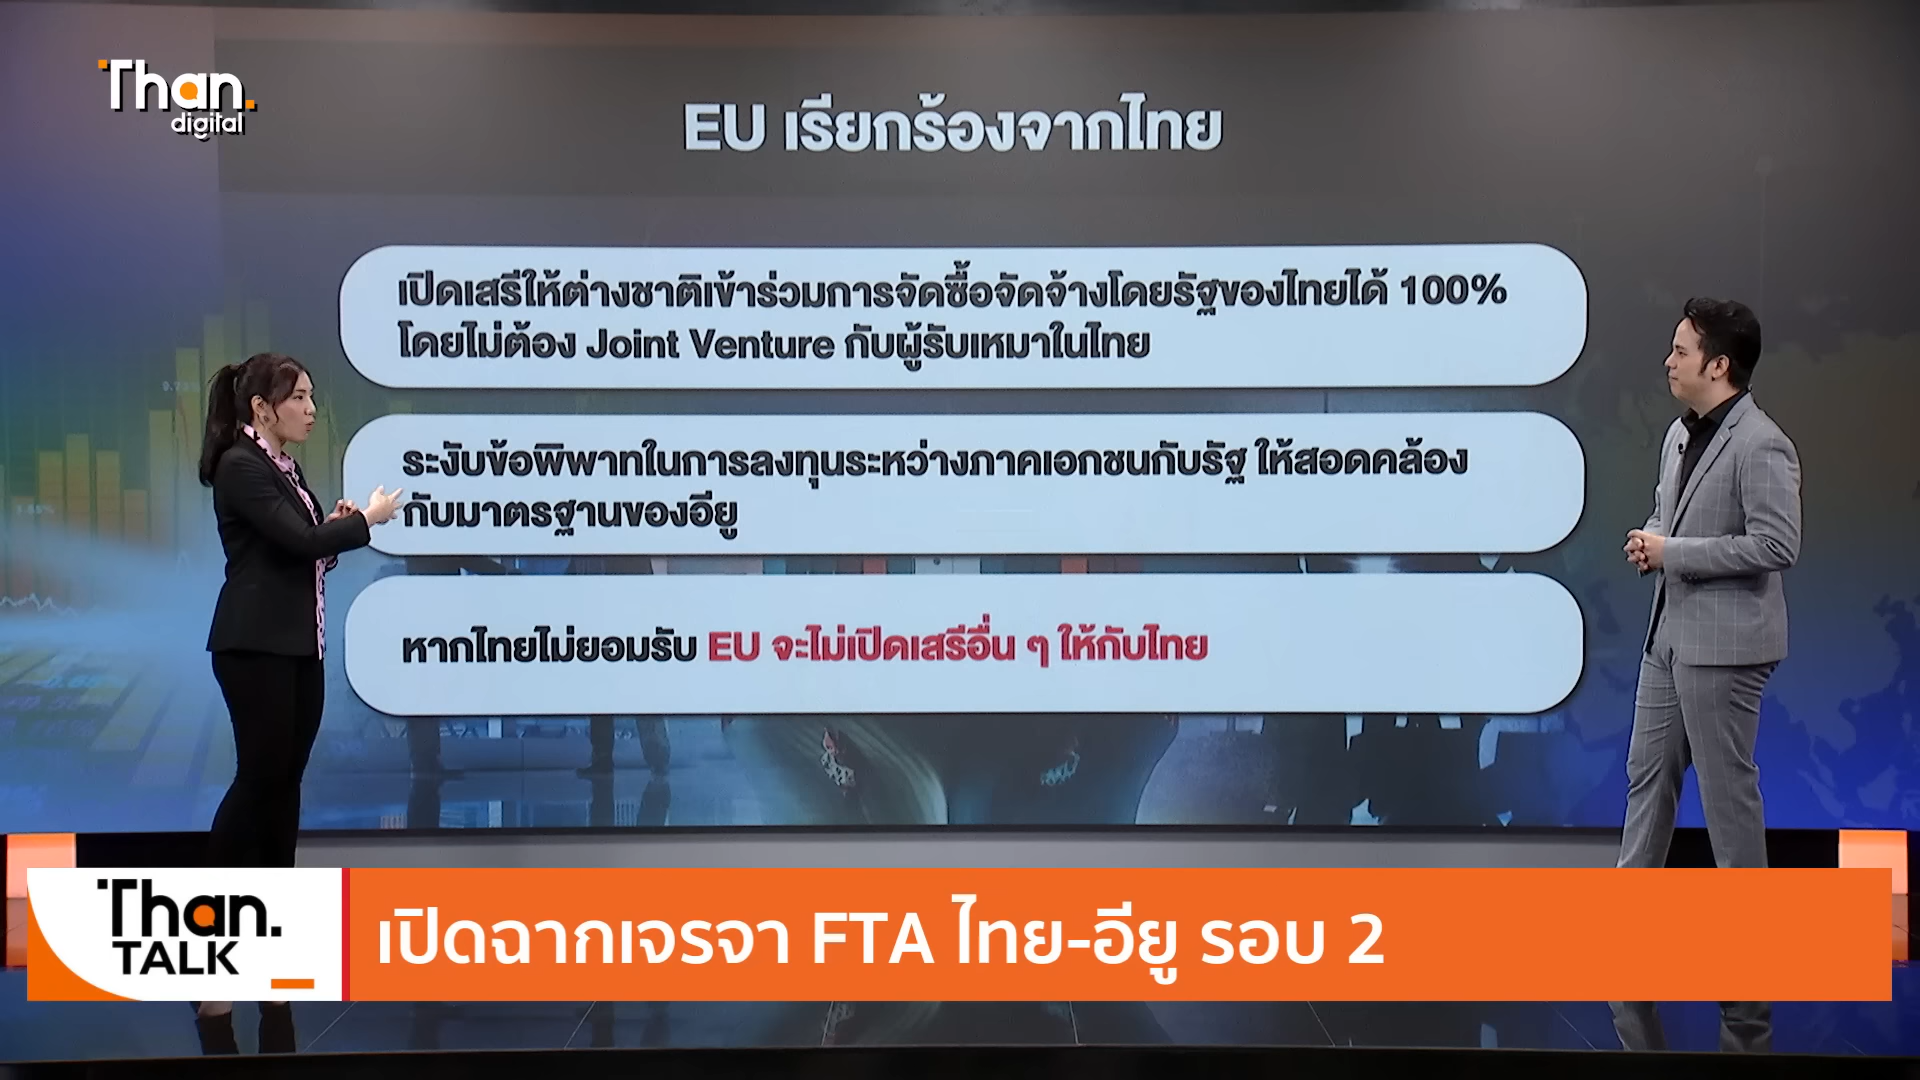 Than.
digital
EU เรียกร้องจากไทย
เปิดเสรีให้ต่างชาติเข้าร่วมการจัดซื้อจัดจ้างโดยรัฐของไทยได้ 100%
โดยไม่ต้อง Joint Venture กับผู้รับเหมาในไทย
ระงับข้อพิพาทในการลงทุนระหว่างภาคเอกชนกับรัฐ ให้สอดคล้อง
กับมาตรฐานของอียู
หากไทยไม่ยอมรับ EU จะไม่เปิดเสรีอื่น ๆ ให้กับไทย
Than.
TALK
เปิดฉากเจรจา FTA ไทย-อียู รอบ 2